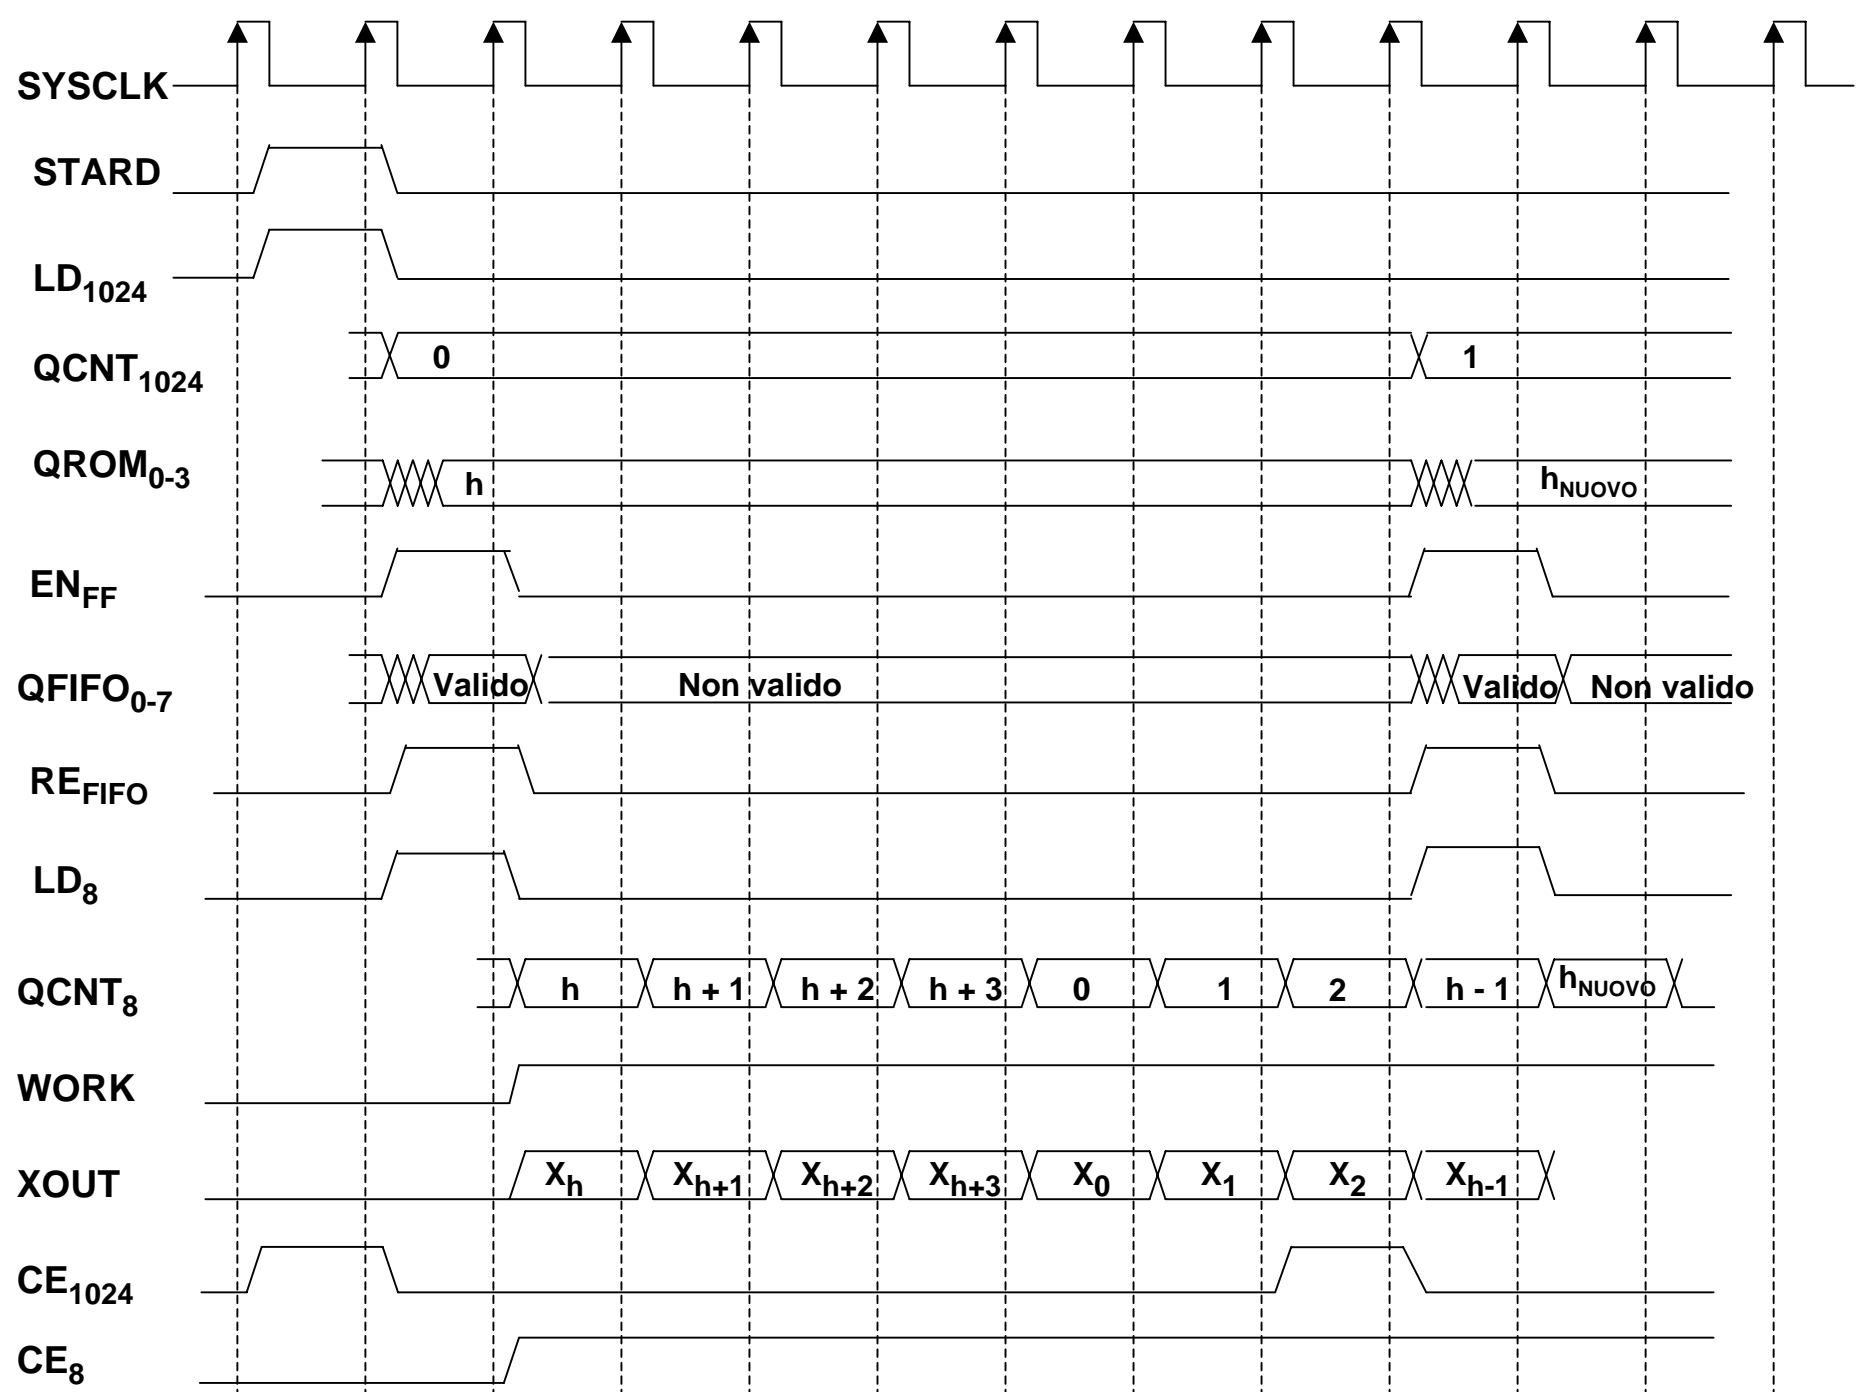 SYSCLK
STARD
LD1024
QCNT1024 0 1
QROM0-3 h hNUOVO
ENFF
QFIFO0-7 Valido Non valido Valido Non valido
REFIFO
LD8
QCNT8 h h + 1 h + 2 h + 3 0 1 2 h - 1 hNUOVO
WORK
XOUT Xh Xh+1 Xh+2 Xh+3 X0 X1 X2 Xh-1
CE1024
CE8